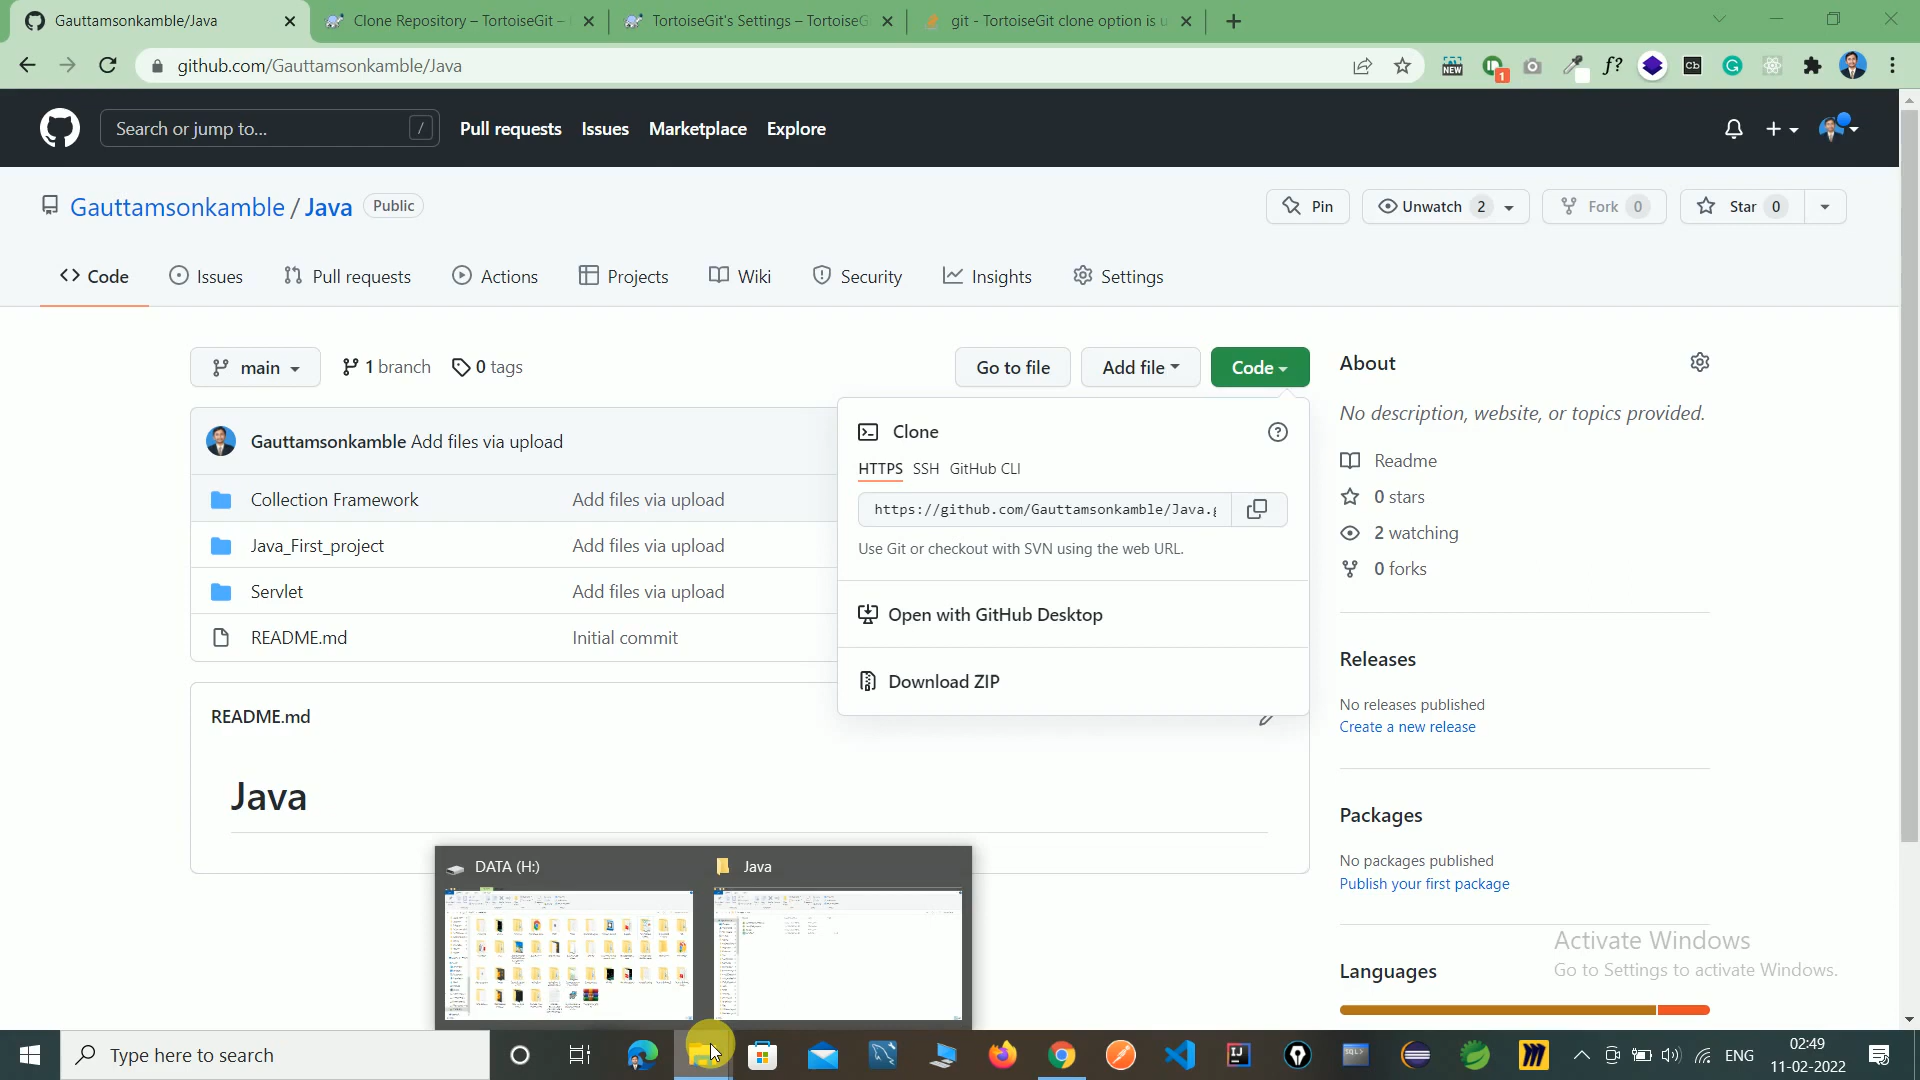 Gauttamsonkamble/Java
Clone Repository – TortoiseGit –
TortoiseGit's Settings – TortoiseG
git - TortoiseGit clone option is u
github.com/Gauttamsonkamble/Java
NEW
1
f?
cb
Search or jump to...
/
Pull requests
Issues
Marketplace
Explore
Gauttamsonkamble / Java
Public
Pin
Unwatch 2
Fork 0
Star 0
Code
Issues
Pull requests
Actions
Projects
Wiki
Security
Insights
Settings
main
1 branch
0 tags
Go to file
Add file
Code
About
No description, website, or topics provided.
Gauttamsonkamble Add files via upload
Clone
HTTPS SSH GitHub CLI
Readme
Collection Framework
Add files via upload
0 stars
https://github.com/Gauttamsonkamble/Java.g
2 watching
Java_First_project
Add files via upload
Use Git or checkout with SVN using the web URL.
0 forks
Servlet
Add files via upload
Open with GitHub Desktop
README.md
Initial commit
Releases
Download ZIP
No releases published
README.md
Create a new release
Java
Packages
No packages published
Publish your first package
DATA (H:)
Java
Activate Windows
Go to Settings to activate Windows.
Languages
Type here to search
SQL
ENG
02:49
11-02-2022